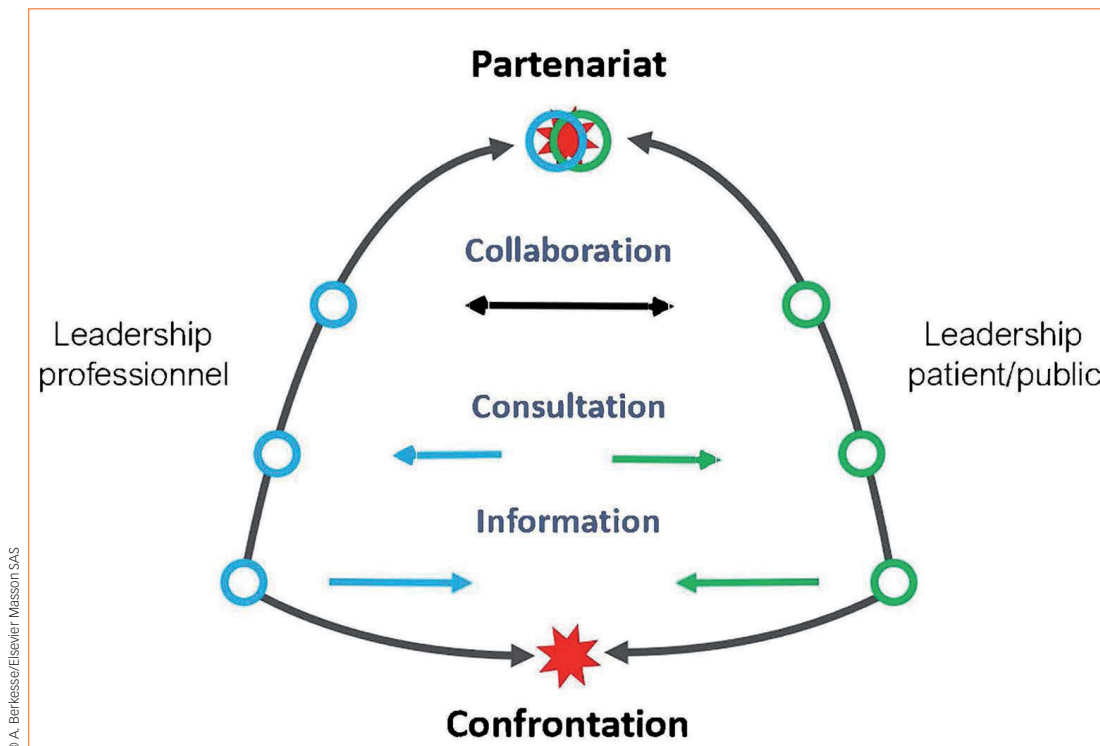 Partenariat
Collaboration
Leadership
professionnel
Leadership
patient/public
Consultation
Information
Confrontation
© A. Berkesse/Elsevier Masson SAS